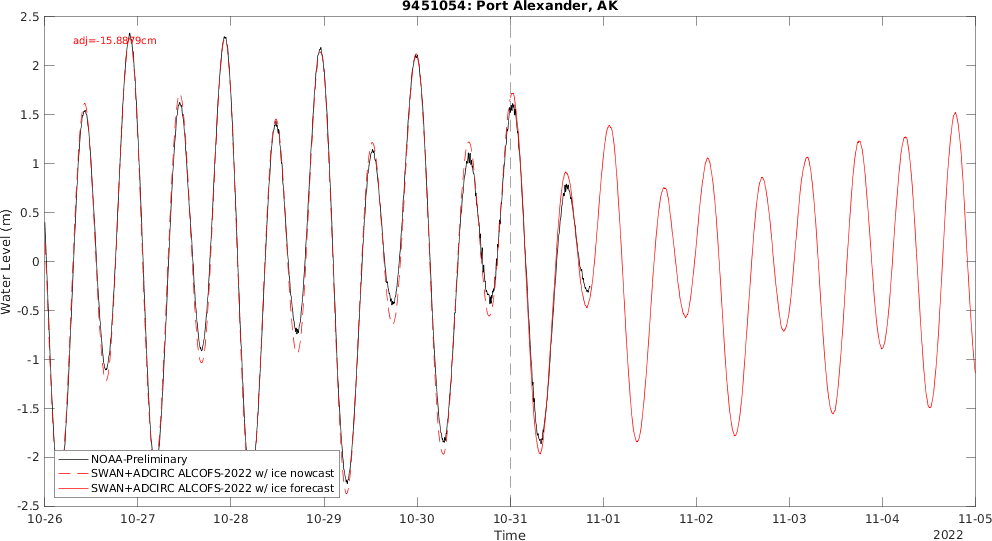 9451054: Port Alexander, AK
adj=-15.8879cm
Water Level (m)
2.5
2
1.5
1
0.5
0
-0.5
-1
-1.5
-2
-2.5
NOAA-Preliminary
SWAN+ADCIRC ALCOFS-2022 w/ ice nowcast
SWAN+ADCIRC ALCOFS-2022 w/ ice forecast
10-26 10-27 10-28 10-29 10-30 10-31 11-01 11-02 11-03 11-04 11-05
Time
2022